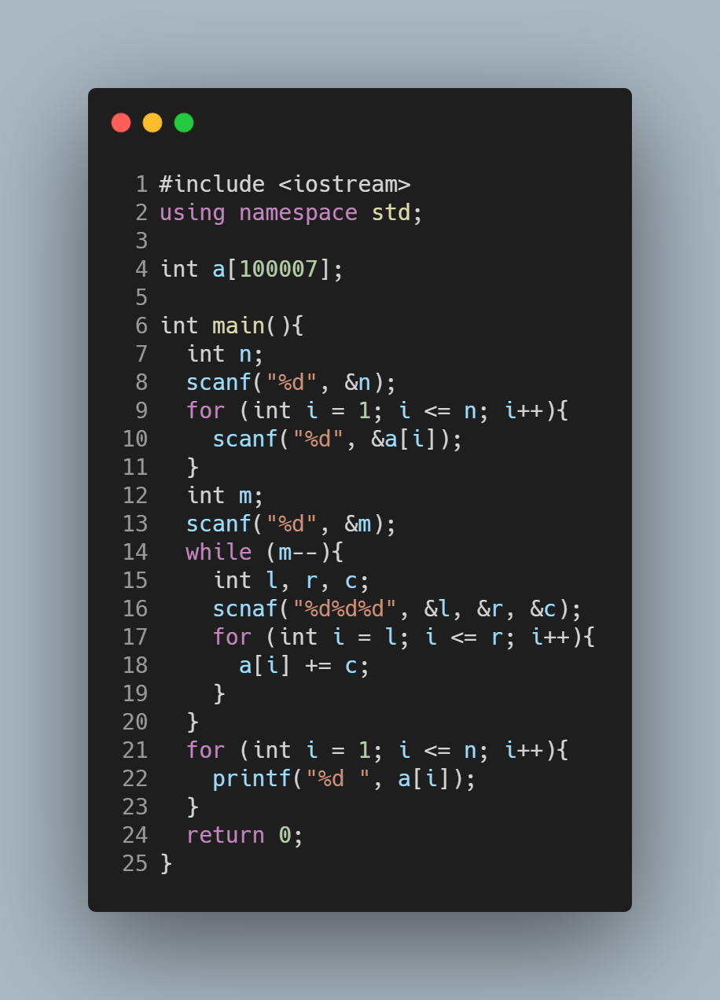 1 #include <iostream>
2 using namespace std;
3
4 int a[100007];
5
6 int main(){
7   int n;
8   scanf("%d", &n);
9   for (int i = 1; i <= n; i++){
10     scanf("%d", &a[i]);
11   }
12   int m;
13   scanf("%d", &m);
14   while (m--){
15     int l, r, c;
16     scnaf("%d%d%d", &l, &r, &c);
17     for (int i = l; i <= r; i++){
18       a[i] += c;
19     }
20   }
21   for (int i = 1; i <= n; i++){
22     printf("%d ", a[i]);
23   }
24   return 0;
25 }